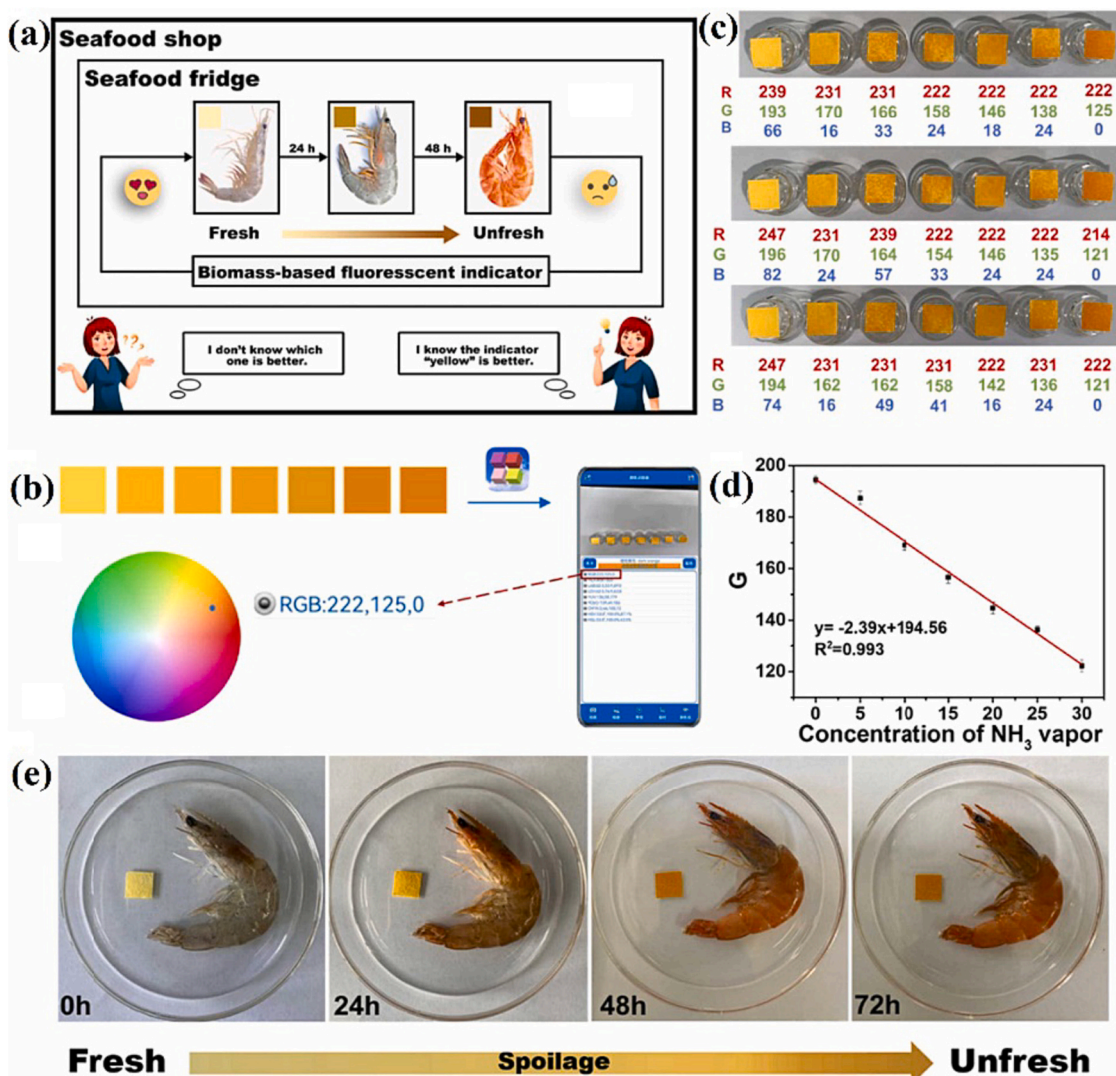 (a)
Seafood shop
Seafood fridge
24 h
48 h
Fresh
Unfresh
Biomass-based fluoresscent indicator
I don't know which
one is better.
I know the indicator
"yellow" is better.
(b)
RGB:222,125,0
(c)
R 239 231 231 222 222 222 222
G 193 170 166 158 146 138 125
B 66 16 33 24 18 24 0
R 247 231 239 222 222 222 214
G 196 170 164 154 146 135 121
B 82 24 57 33 24 24 0
R 247 231 231 231 222 231 222
G 194 162 162 158 142 136 121
B 74 16 49 41 16 24 0
(d)
200
180
160
140
120
G
y= -2.39x+194.56
R²=0.993
0 5 10 15 20 25 30
Concentration of NH₃ vapor
(e)
0h
24h
48h
72h
Fresh
Spoilage
Unfresh